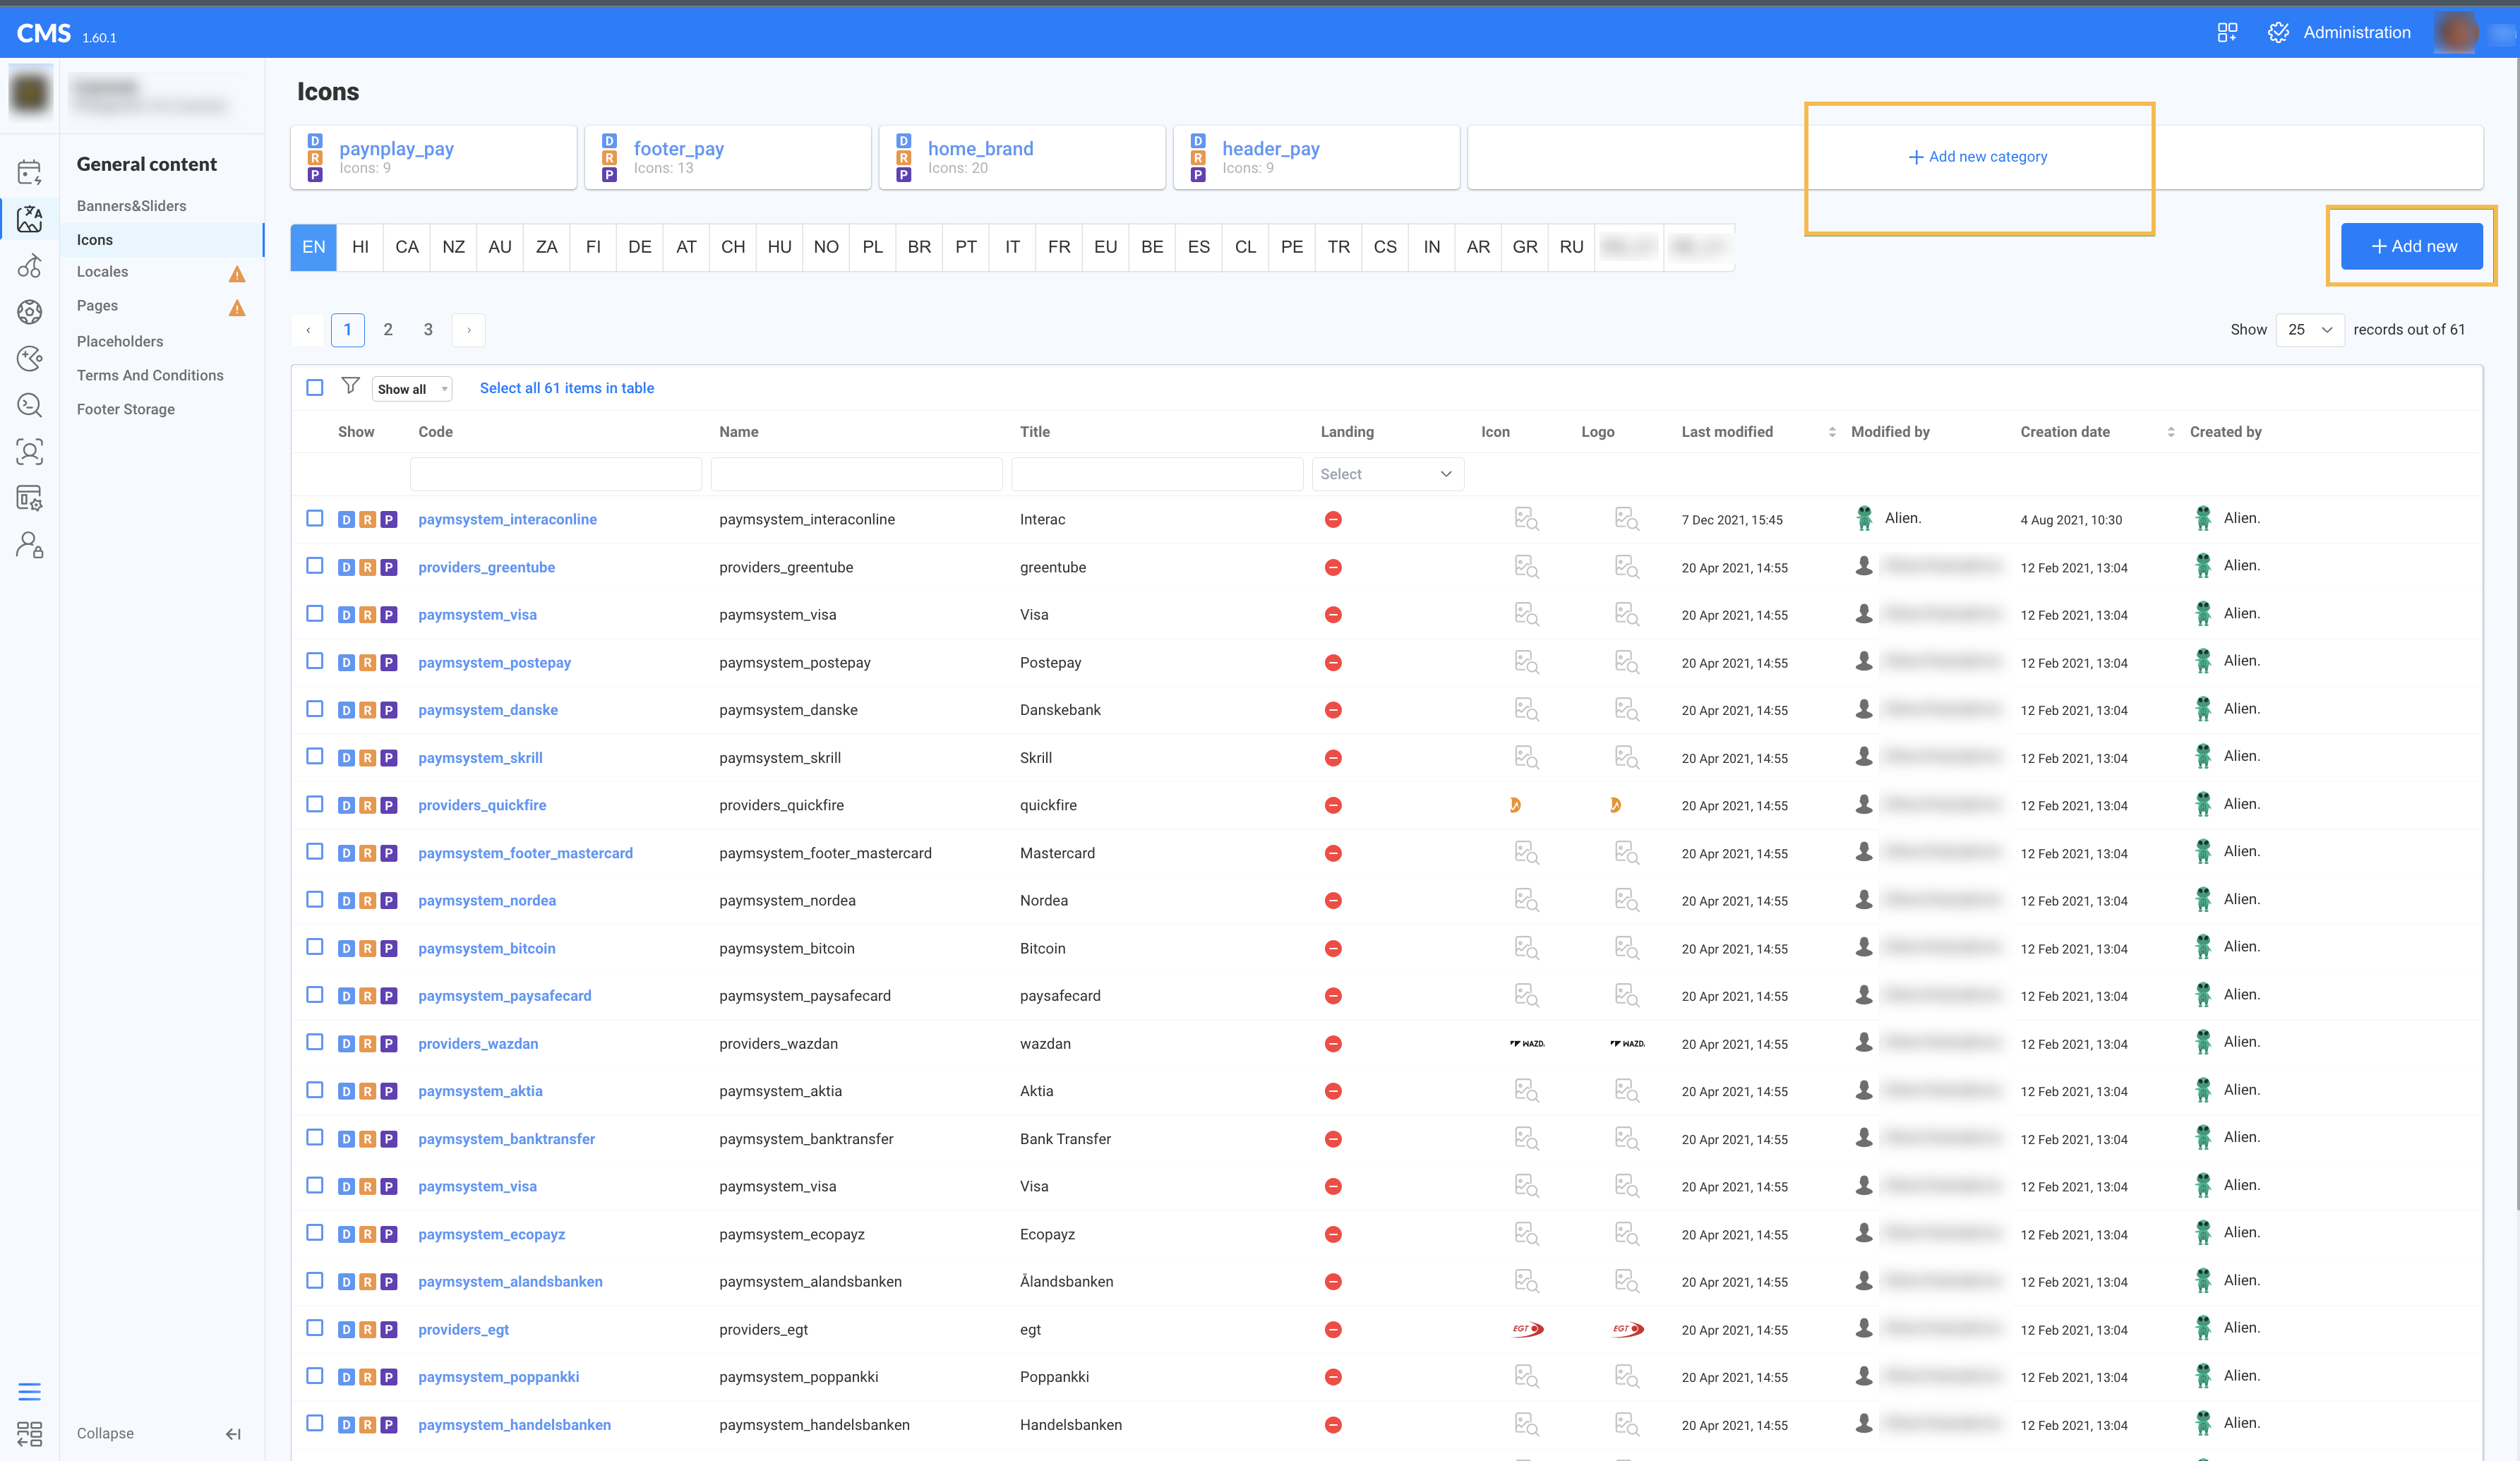 CMS 1.60.1
Administration
Icons
General content
Banners&Sliders
Icons
Locales
Pages
Placeholders
Terms And Conditions
Footer Storage
Collapse
D R P paynplay_pay
Icons: 9
D R P footer_pay
Icons: 13
D R P home_brand
Icons: 20
D R P header_pay
Icons: 9
+ Add new category
EN HI CA NZ AU ZA FI DE AT CH HU NO PL BR PT IT FR EU BE ES CL PE TR CS IN AR GR RU
+ Add new
‹ 1 2 3 ›
Show 25 records out of 61
Show all Select all 61 items in table
Show Code Name Title Landing Icon Logo Last modified Modified by Creation date Created by
Select
D R P paymsystem_interaconline paymsystem_interaconline Interac 7 Dec 2021, 15:45 Alien. 4 Aug 2021, 10:30 Alien.
D R P providers_greentube providers_greentube greentube 20 Apr 2021, 14:55 12 Feb 2021, 13:04 Alien.
D R P paymsystem_visa paymsystem_visa Visa 20 Apr 2021, 14:55 12 Feb 2021, 13:04 Alien.
D R P paymsystem_postepay paymsystem_postepay Postepay 20 Apr 2021, 14:55 12 Feb 2021, 13:04 Alien.
D R P paymsystem_danske paymsystem_danske Danskebank 20 Apr 2021, 14:55 12 Feb 2021, 13:04 Alien.
D R P paymsystem_skrill paymsystem_skrill Skrill 20 Apr 2021, 14:55 12 Feb 2021, 13:04 Alien.
D R P providers_quickfire providers_quickfire quickfire 20 Apr 2021, 14:55 12 Feb 2021, 13:04 Alien.
D R P paymsystem_footer_mastercard paymsystem_footer_mastercard Mastercard 20 Apr 2021, 14:55 12 Feb 2021, 13:04 Alien.
D R P paymsystem_nordea paymsystem_nordea Nordea 20 Apr 2021, 14:55 12 Feb 2021, 13:04 Alien.
D R P paymsystem_bitcoin paymsystem_bitcoin Bitcoin 20 Apr 2021, 14:55 12 Feb 2021, 13:04 Alien.
D R P paymsystem_paysafecard paymsystem_paysafecard paysafecard 20 Apr 2021, 14:55 12 Feb 2021, 13:04 Alien.
D R P providers_wazdan providers_wazdan wazdan WAZD. WAZD. 20 Apr 2021, 14:55 12 Feb 2021, 13:04 Alien.
D R P paymsystem_aktia paymsystem_aktia Aktia 20 Apr 2021, 14:55 12 Feb 2021, 13:04 Alien.
D R P paymsystem_banktransfer paymsystem_banktransfer Bank Transfer 20 Apr 2021, 14:55 12 Feb 2021, 13:04 Alien.
D R P paymsystem_visa paymsystem_visa Visa 20 Apr 2021, 14:55 12 Feb 2021, 13:04 Alien.
D R P paymsystem_ecopayz paymsystem_ecopayz Ecopayz 20 Apr 2021, 14:55 12 Feb 2021, 13:04 Alien.
D R P paymsystem_alandsbanken paymsystem_alandsbanken Ålandsbanken 20 Apr 2021, 14:55 12 Feb 2021, 13:04 Alien.
D R P providers_egt providers_egt egt EGT EGT 20 Apr 2021, 14:55 12 Feb 2021, 13:04 Alien.
D R P paymsystem_poppankki paymsystem_poppankki Poppankki 20 Apr 2021, 14:55 12 Feb 2021, 13:04 Alien.
D R P paymsystem_handelsbanken paymsystem_handelsbanken Handelsbanken 20 Apr 2021, 14:55 12 Feb 2021, 13:04 Alien.